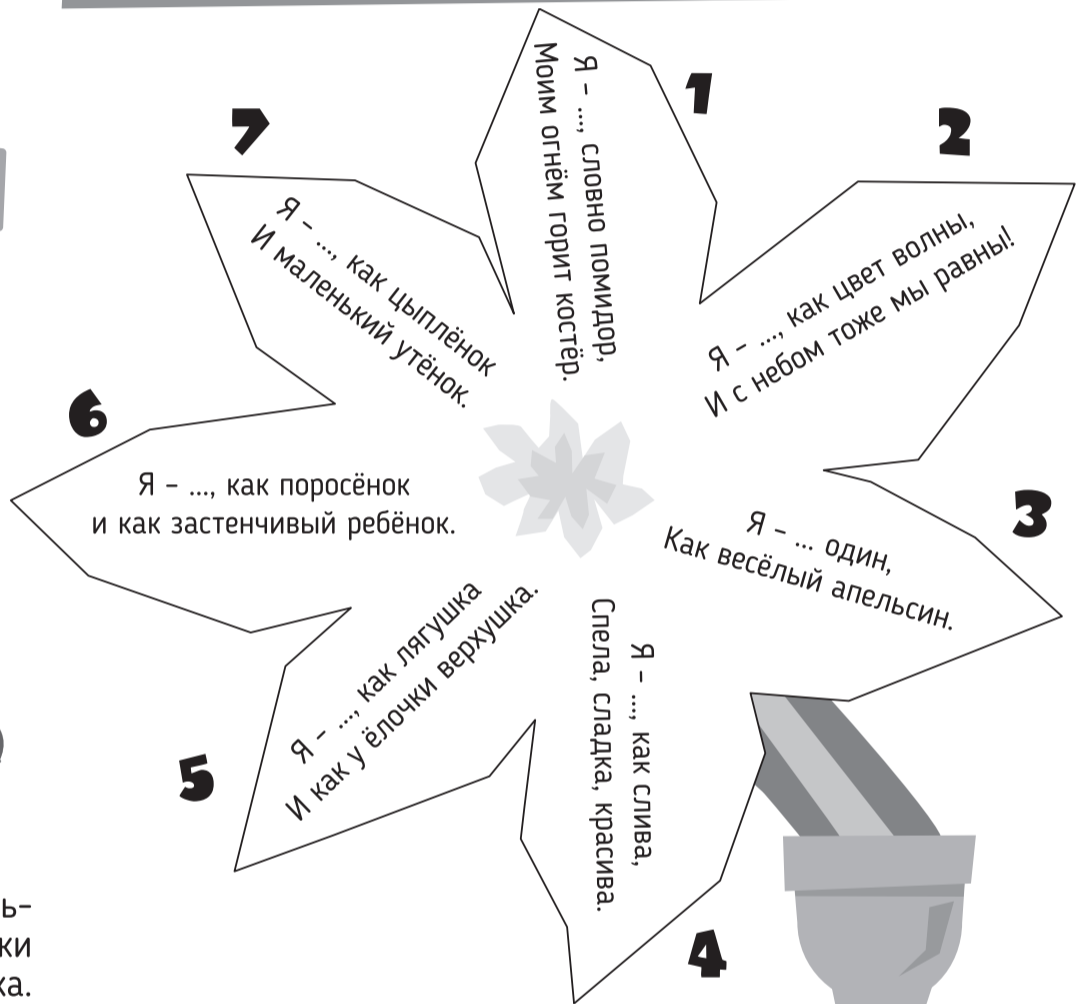 1
Я – ..., словно помидор,
Моим огнём горит костёр.
2
Я – ..., как цвет волны,
И с небом тоже мы равны!
3
Я – ... один,
Как весёлый апельсин.
4
Я – ..., как слива,
Спела, сладка, красива.
5
Я – ..., как лягушка
И как у ёлочки верхушка.
6
Я – ..., как поросёнок
и как застенчивый ребёнок.
7
Я – ..., как цыплёнок
И маленький утёнок.
ь-
ки
ка.